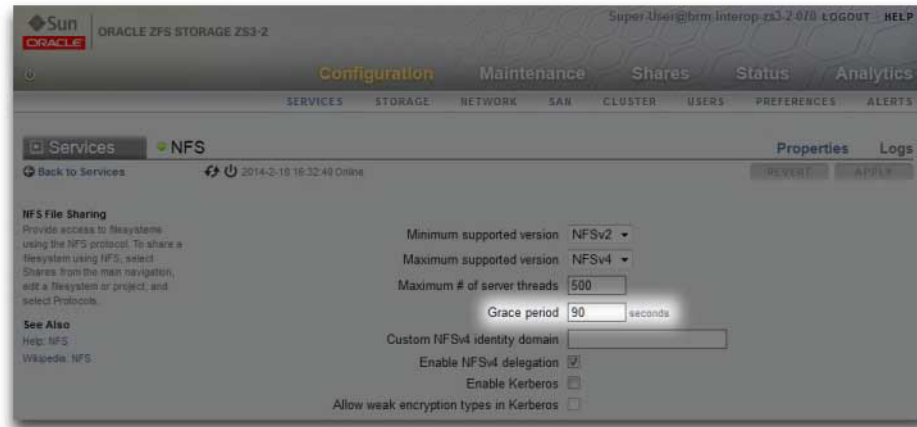 Sun
ORACLE
ORACLE ZFS STORAGE ZS3-2
Super-User@brm-interop-zs3-2-070 LOGOUT HELP
Configuration Maintenance Shares Status Analytics
SERVICES STORAGE NETWORK SAN CLUSTER USERS PREFERENCES ALERTS
Services NFS Properties Logs
Back to Services 2014-2-18 16:32:49 Online REVERT APPLY
NFS File Sharing
Provide access to filesystems
using the NFS protocol. To share a
filesystem using NFS, select
Shares from the main navigation,
edit a filesystem or project, and
select Protocols.
See Also
Help: NFS
Wikipedia: NFS
Minimum supported version NFSv2
Maximum supported version NFSv4
Maximum # of server threads 500
Grace period 90 seconds
Custom NFSv4 identity domain
Enable NFSv4 delegation
Enable Kerberos
Allow weak encryption types in Kerberos